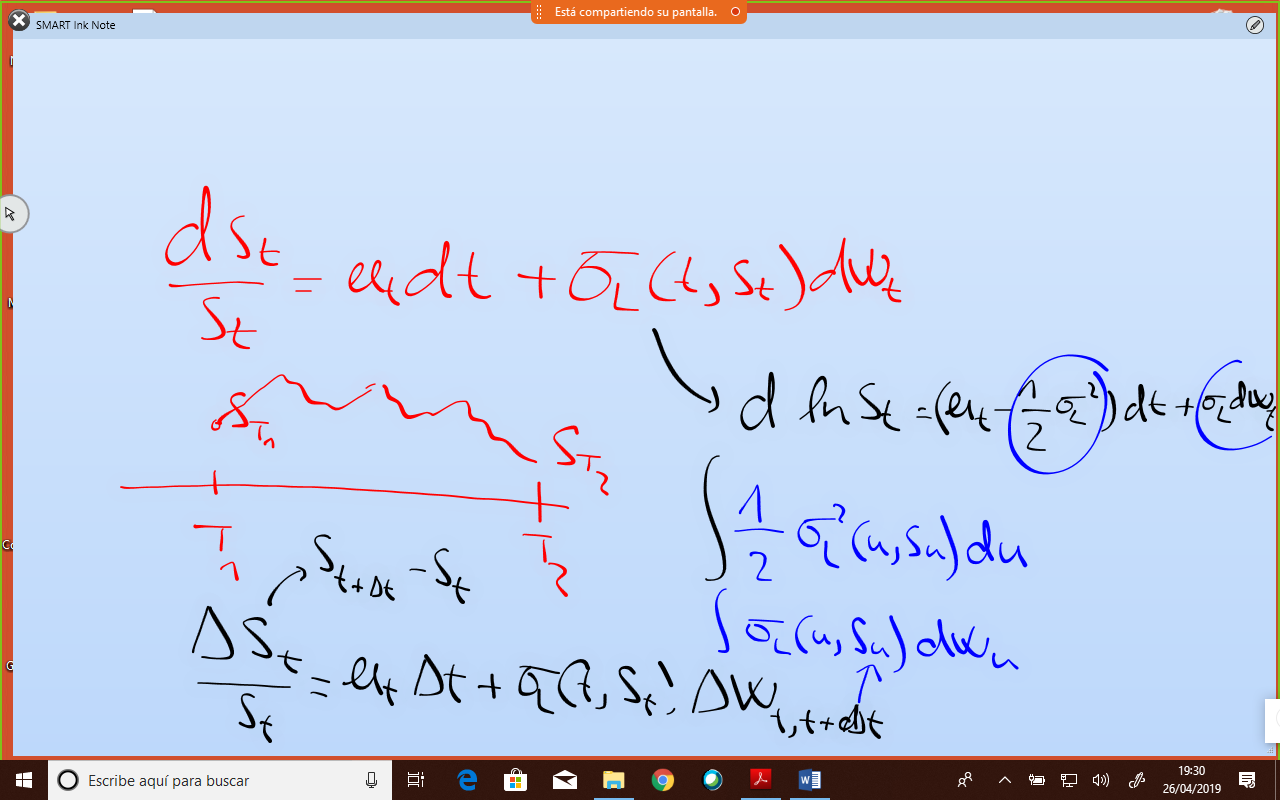 Está compartiendo su pantalla.
SMART Ink Note
dS_t / S_t = μ_t dt + σ_L(t, S_t) dW_t
d ln S_t = (μ_t - 1/2 σ_L²) dt + σ_L dW_t
S_T1
S_T2
T1
T2
∫ 1/2 σ_L²(u, S_u) du
∫ σ_L(u, S_u) dW_u
S_t+Δt - S_t
ΔS_t / S_t = μ_t Δt + σ_L(t, S_t) ΔW_t,t+Δt
Escribe aquí para buscar
19:30
26/04/2019